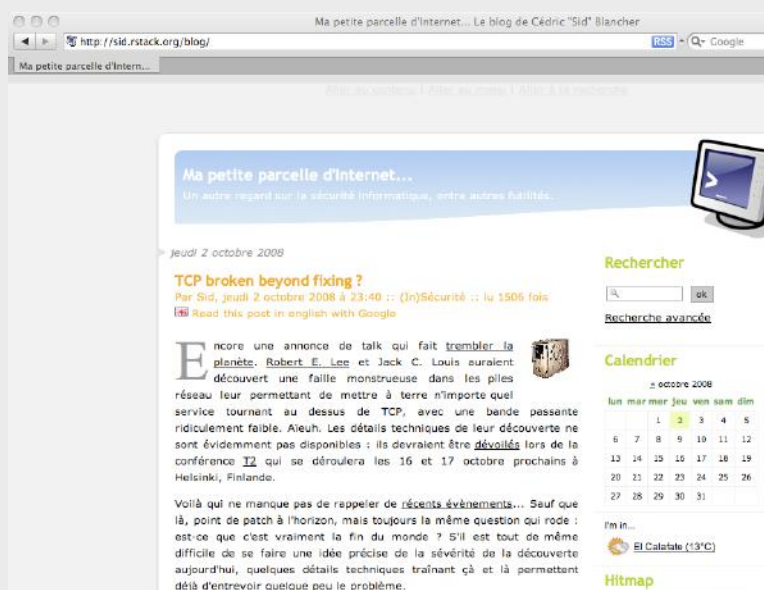 Ma petite parcelle d'Internet... Le blog de Cédric "Sid" Blancher
http://sid.rstack.org/blog/
RSS
Google
Ma petite parcelle d'Intern...
Aller au contenu | Aller au menu | Aller à la recherche
Ma petite parcelle d'Internet...
Un autre regard sur la sécurité informatique, entre autres futilités.
jeudi 2 octobre 2008
TCP broken beyond fixing ?
Par Sid, jeudi 2 octobre 2008 à 23:40 :: (In)Sécurité :: lu 1506 fois
Read this post in english with Google
Encore une annonce de talk qui fait trembler la
planète. Robert E. Lee et Jack C. Louis auraient
découvert une faille monstrueuse dans les piles
réseau leur permettant de mettre à terre n'importe quel
service tournant au dessus de TCP, avec une bande passante
ridiculement faible. Aïeuh. Les détails techniques de leur découverte ne
sont évidemment pas disponibles : ils devraient être dévoilés lors de la
conférence T2 qui se déroulera les 16 et 17 octobre prochains à
Helsinki, Finlande.
Voilà qui ne manque pas de rappeler de récents évènements... Sauf que
là, point de patch à l'horizon, mais toujours la même question qui rode :
est-ce que c'est vraiment la fin du monde ? S'il est tout de même
difficile de se faire une idée précise de la sévérité de la découverte
aujourd'hui, quelques détails techniques traînant çà et là permettent
déjà d'entrevoir quelque peu le problème.
Rechercher
ok
Recherche avancée
Calendrier
« octobre 2008
lun mar mer jeu ven sam dim
1 2 3 4 5
6 7 8 9 10 11 12
13 14 15 16 17 18 19
20 21 22 23 24 25 26
27 28 29 30 31
I'm in...
El Calafate (13°C)
Hitmap